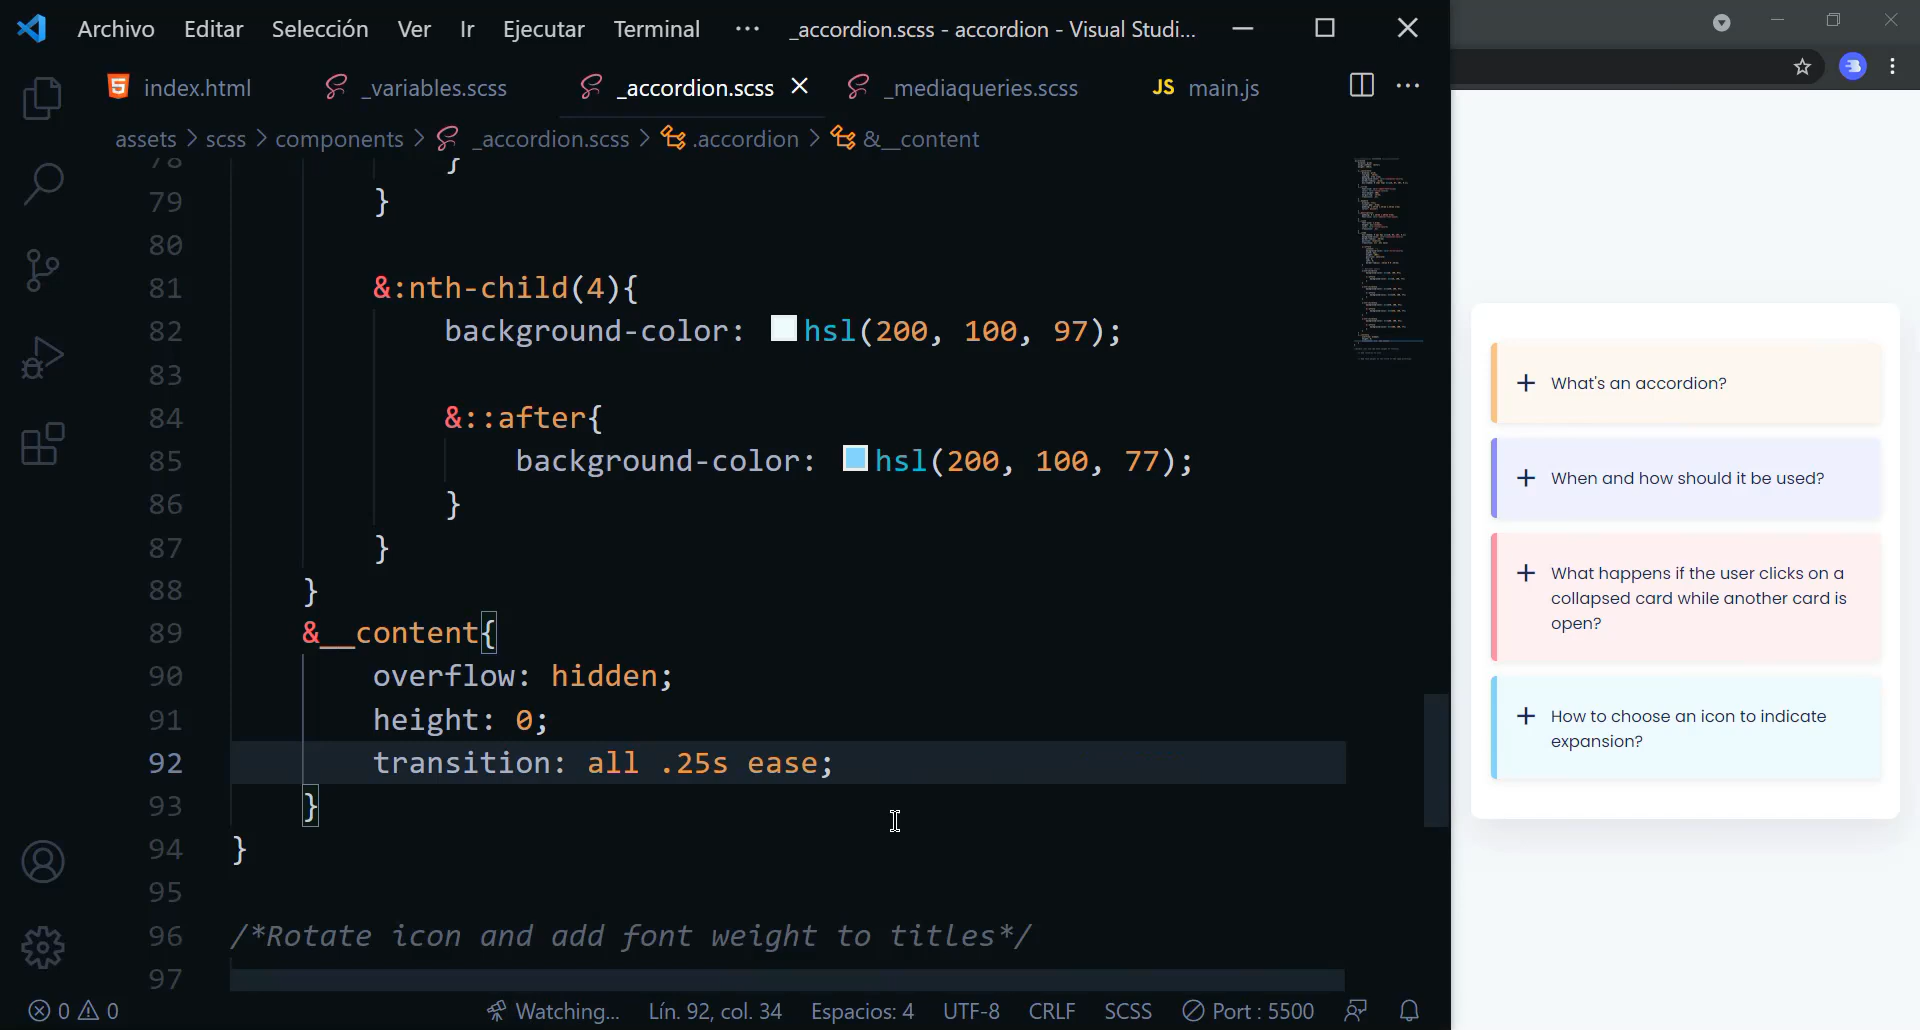 Archivo Editar Selección Ver Ir Ejecutar Terminal ··· _accordion.scss - accordion - Visual Studi...
index.html _variables.scss _accordion.scss _mediaqueries.scss JS main.js
assets > scss > components > _accordion.scss > .accordion > &__content
78 }
79 }
80
81 &:nth-child(4){
82 background-color: hsl(200, 100, 97);
83
84 &::after{
85 background-color: hsl(200, 100, 77);
86 }
87 }
88 }
89 &__content{
90 overflow: hidden;
91 height: 0;
92 transition: all .25s ease;
93 }
94 }
95
96 /*Rotate icon and add font weight to titles*/
97
0 0 Watching... Lín. 92, col. 34 Espacios: 4 UTF-8 CRLF SCSS Port : 5500
What's an accordion?
When and how should it be used?
What happens if the user clicks on a
collapsed card while another card is
open?
How to choose an icon to indicate
expansion?